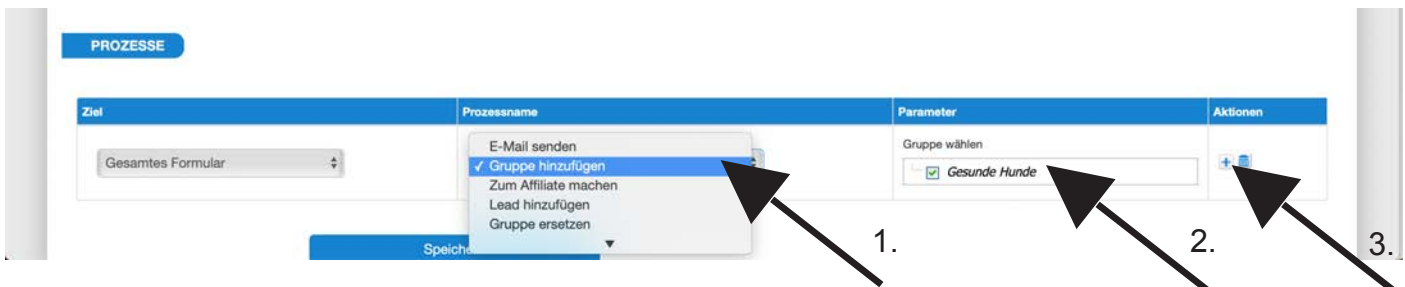 PROZESSE
Ziel Prozessname Parameter Aktionen
Gesamtes Formular
E-Mail senden
✓ Gruppe hinzufügen
Zum Affiliate machen
Lead hinzufügen
Gruppe ersetzen
Gruppe wählen
Gesunde Hunde
Speiche
1. 2. 3.